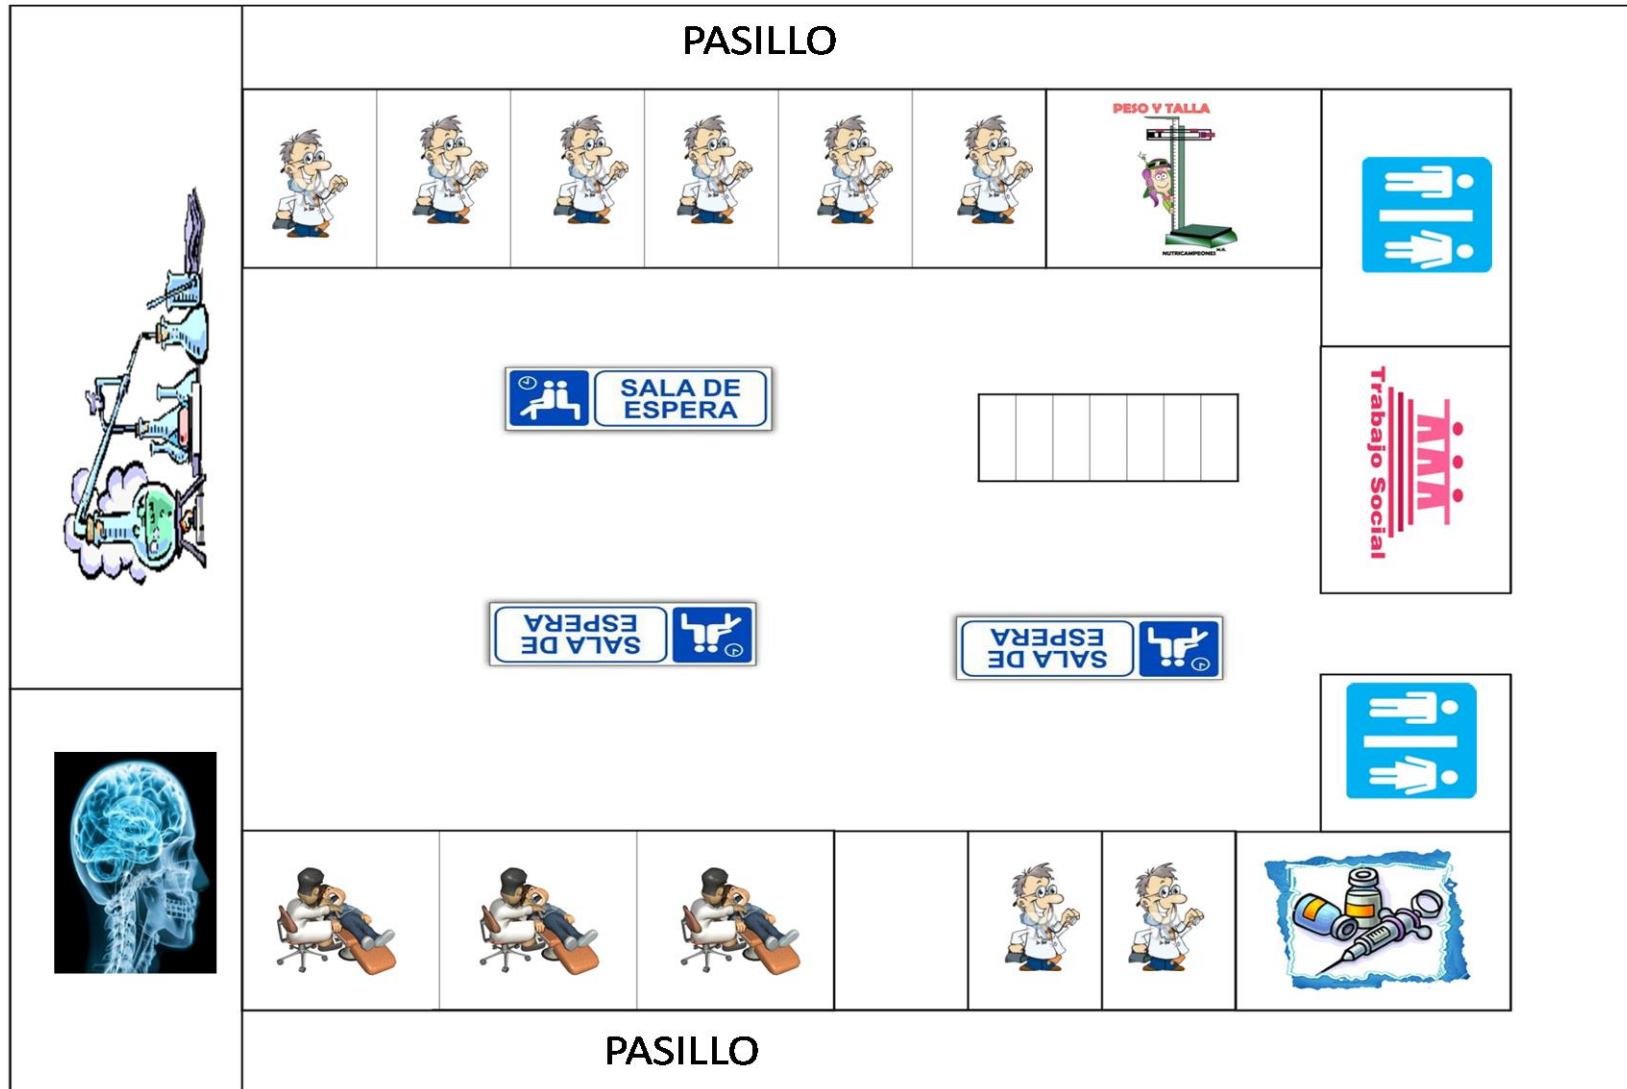 PASILLO
PESO Y TALLA
NUTRICAMPEONES M.R.
SALA DE
ESPERA
Trabajo Social
SALA DE
ESPERA
SALA DE
ESPERA
PASILLO